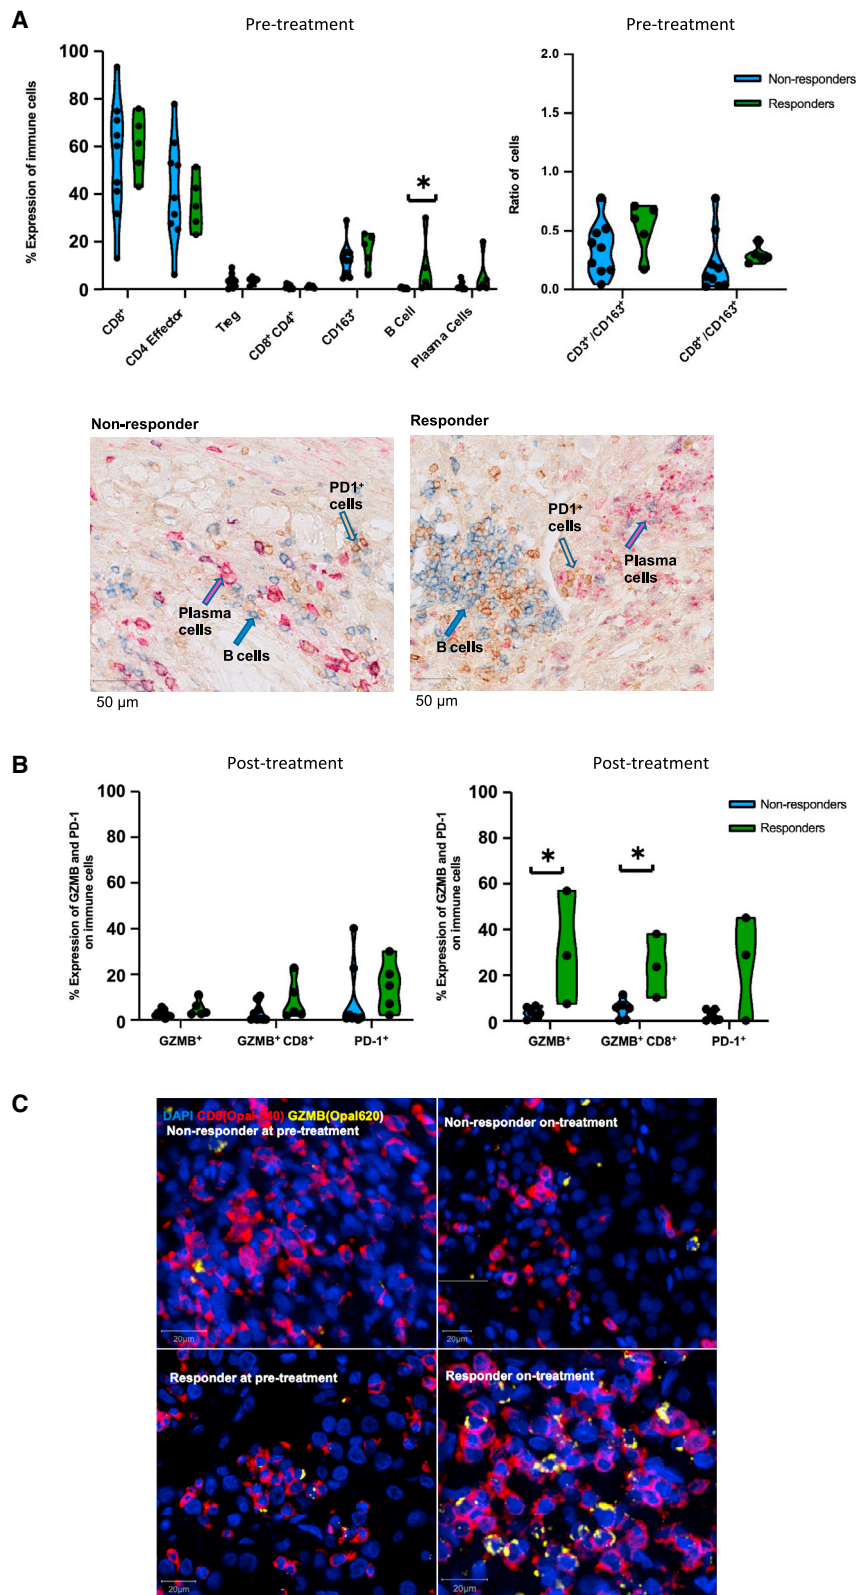 A
Pre-treatment
Pre-treatment
% Expression of immune cells
100
80
60
40
20
0
*
CD8⁺
CD4 Effector
Treg
CD8⁺ CD4⁺
CD163⁺
B Cell
Plasma Cells
Ratio of cells
2.0
1.5
1.0
0.5
0.0
Non-responders
Responders
CD3⁺/CD163⁺
CD8⁺/CD163⁺
Non-responder
Responder
PD1⁺
cells
Plasma
cells
B cells
50 µm
PD1⁺
cells
Plasma
cells
B cells
50 µm
B
Post-treatment
Post-treatment
% Expression of GZMB and PD-1
on immune cells
100
80
60
40
20
0
GZMB⁺
GZMB⁺ CD8⁺
PD-1⁺
% Expression of GZMB and PD-1
on immune cells
100
80
60
40
20
0
*
*
Non-responders
Responders
GZMB⁺
GZMB⁺ CD8⁺
PD-1⁺
C
DAPI CD8(Opal540) GZMB(Opal620)
Non-responder at pre-treatment
20µm
Non-responder on-treatment
20µm
Responder at pre-treatment
20µm
Responder on-treatment
20µm